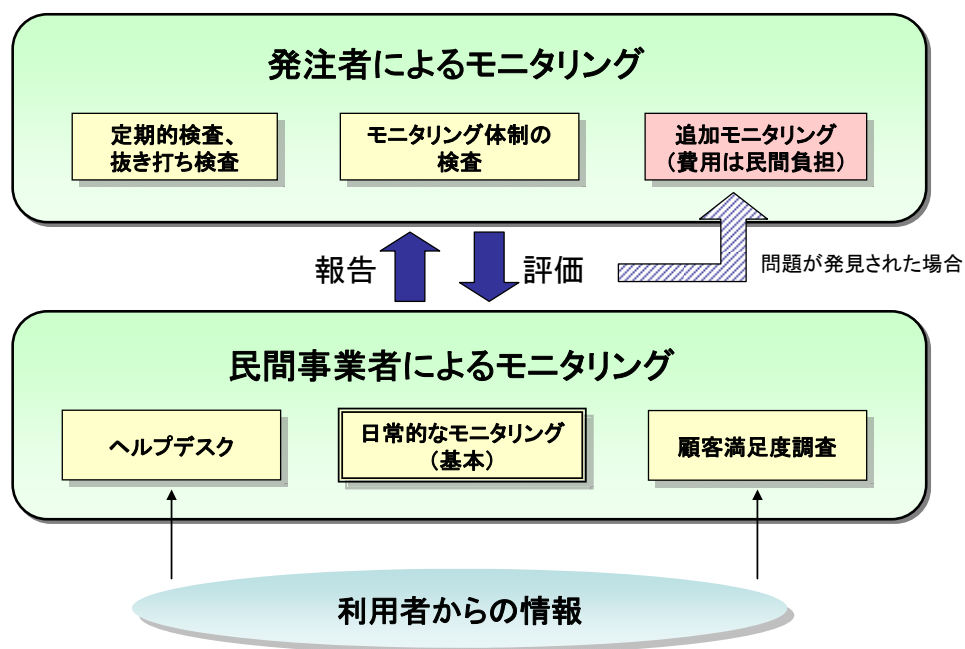 発注者によるモニタリング
定期的検査、
抜き打ち検査
モニタリング体制の
検査
追加モニタリング
(費用は民間負担)
報告
評価
問題が発見された場合
民間事業者によるモニタリング
ヘルプデスク
日常的なモニタリング
(基本)
顧客満足度調査
利用者からの情報